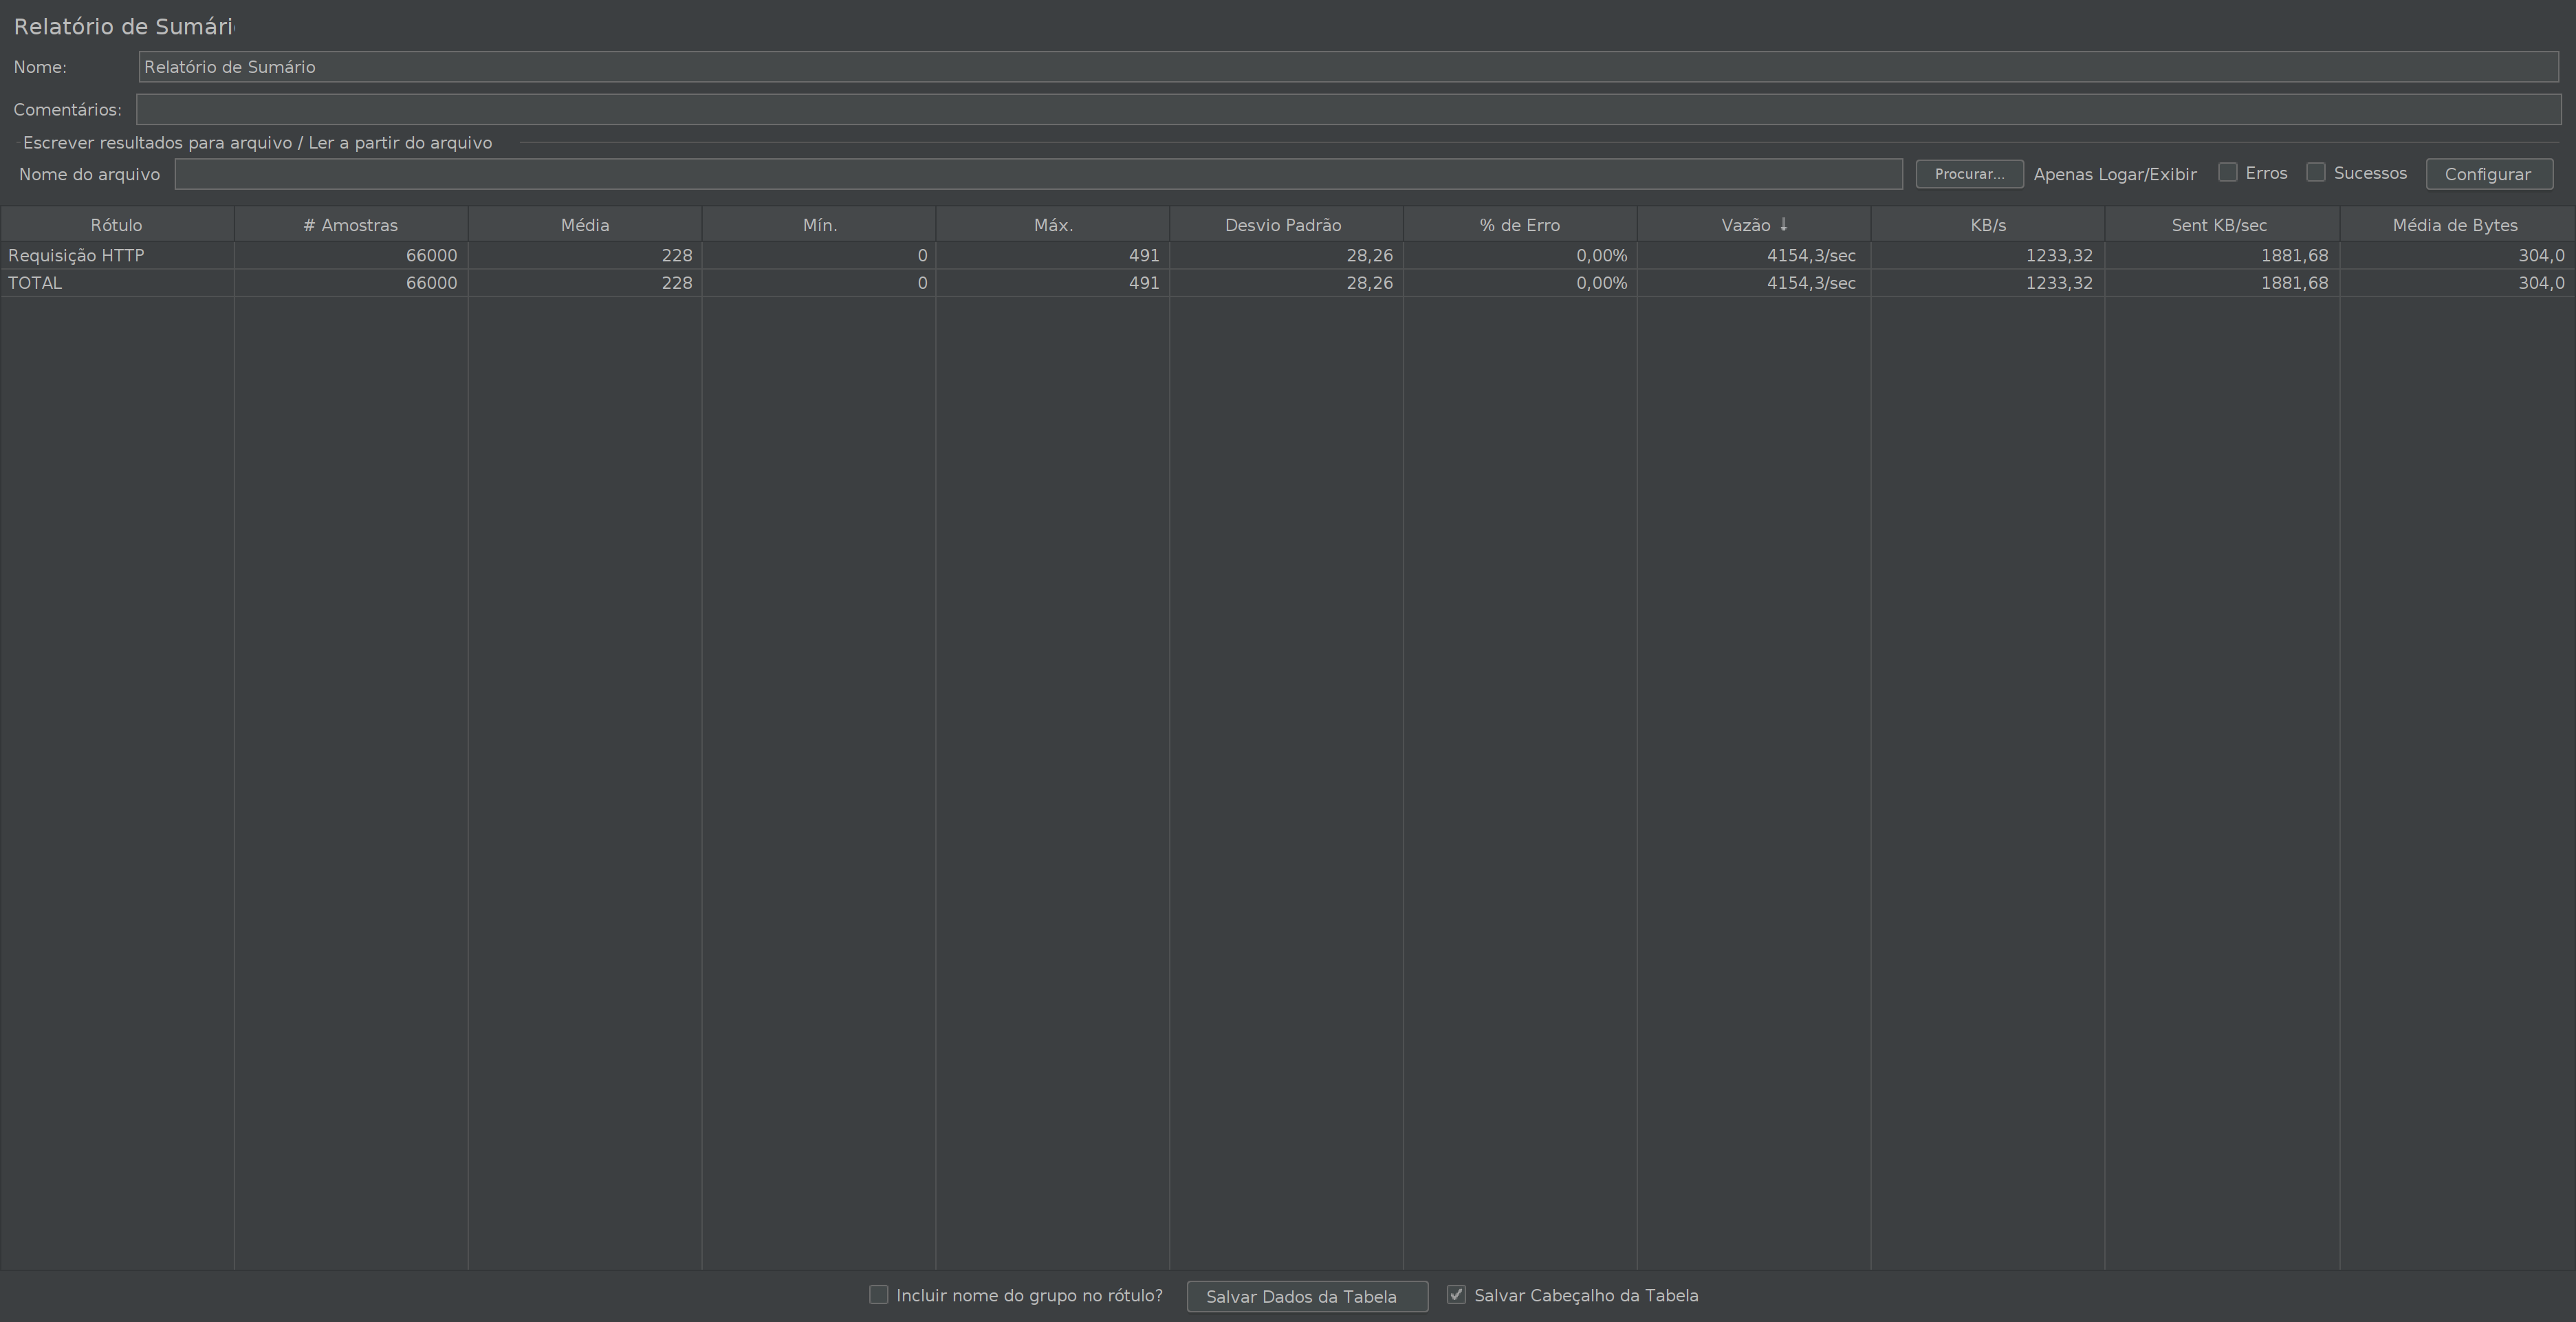 Relatório de Sumári
Nome: Relatório de Sumário
Comentários:
Escrever resultados para arquivo / Ler a partir do arquivo
Nome do arquivo Procurar... Apenas Logar/Exibir Erros Sucessos Configurar
Rótulo # Amostras Média Mín. Máx. Desvio Padrão % de Erro Vazão ↓ KB/s Sent KB/sec Média de Bytes
Requisição HTTP 66000 228 0 491 28,26 0,00% 4154,3/sec 1233,32 1881,68 304,0
TOTAL 66000 228 0 491 28,26 0,00% 4154,3/sec 1233,32 1881,68 304,0
Incluir nome do grupo no rótulo? Salvar Dados da Tabela Salvar Cabeçalho da Tabela